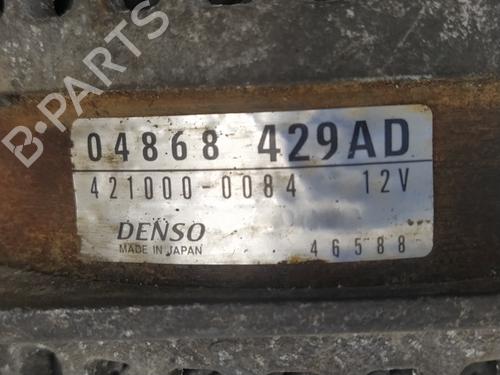 B-PARTS
04868 429AD
421000-0084 12V
DENSO
MADE IN JAPAN
46588